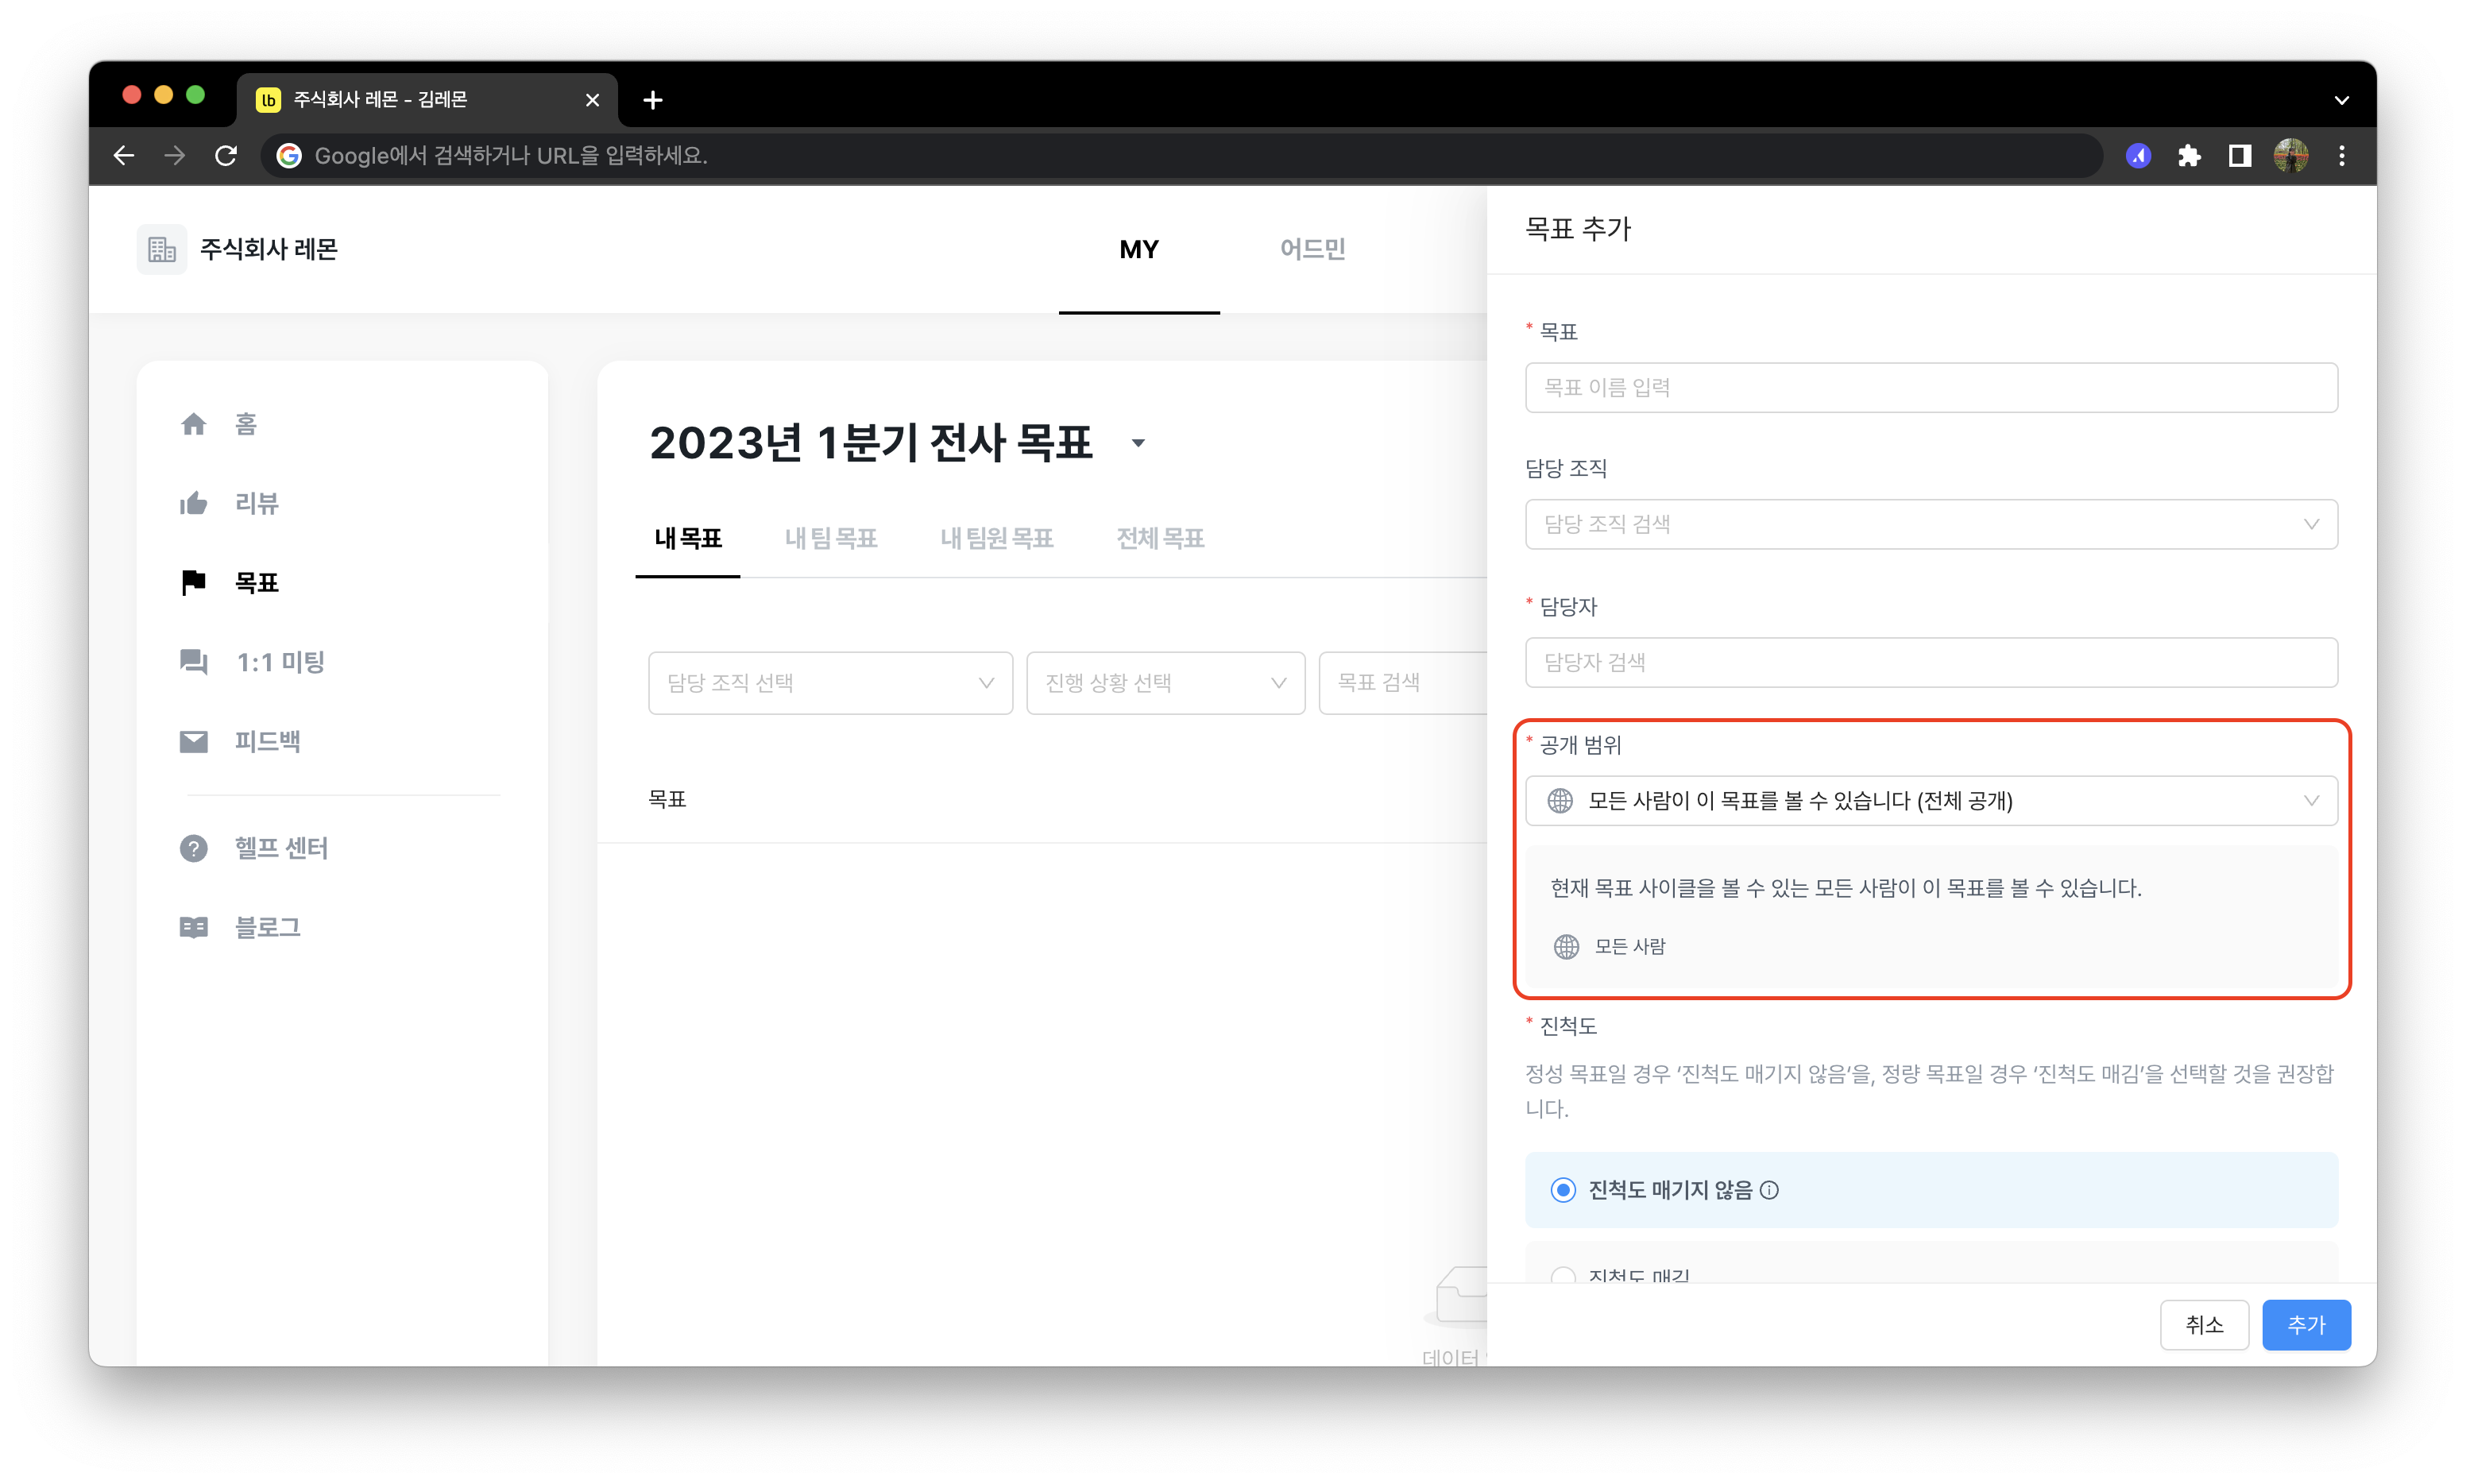 lb 주식회사 레몬 - 김레몬
Google에서 검색하거나 URL을 입력하세요.
주식회사 레몬
MY
어드민
홈
리뷰
목표
1:1 미팅
피드백
헬프 센터
블로그
2023년 1분기 전사 목표
내 목표 내 팀 목표 내 팀원 목표 전체 목표
담당 조직 선택 진행 상황 선택 목표 검색
목표
데이터
목표 추가
* 목표
목표 이름 입력
담당 조직
담당 조직 검색
* 담당자
담당자 검색
* 공개 범위
모든 사람이 이 목표를 볼 수 있습니다 (전체 공개)
현재 목표 사이클을 볼 수 있는 모든 사람이 이 목표를 볼 수 있습니다.
모든 사람
* 진척도
정성 목표일 경우 ‘진척도 매기지 않음’을, 정량 목표일 경우 ‘진척도 매김’을 선택할 것을 권장합
니다.
진척도 매기지 않음
진척도 매김
취소 추가